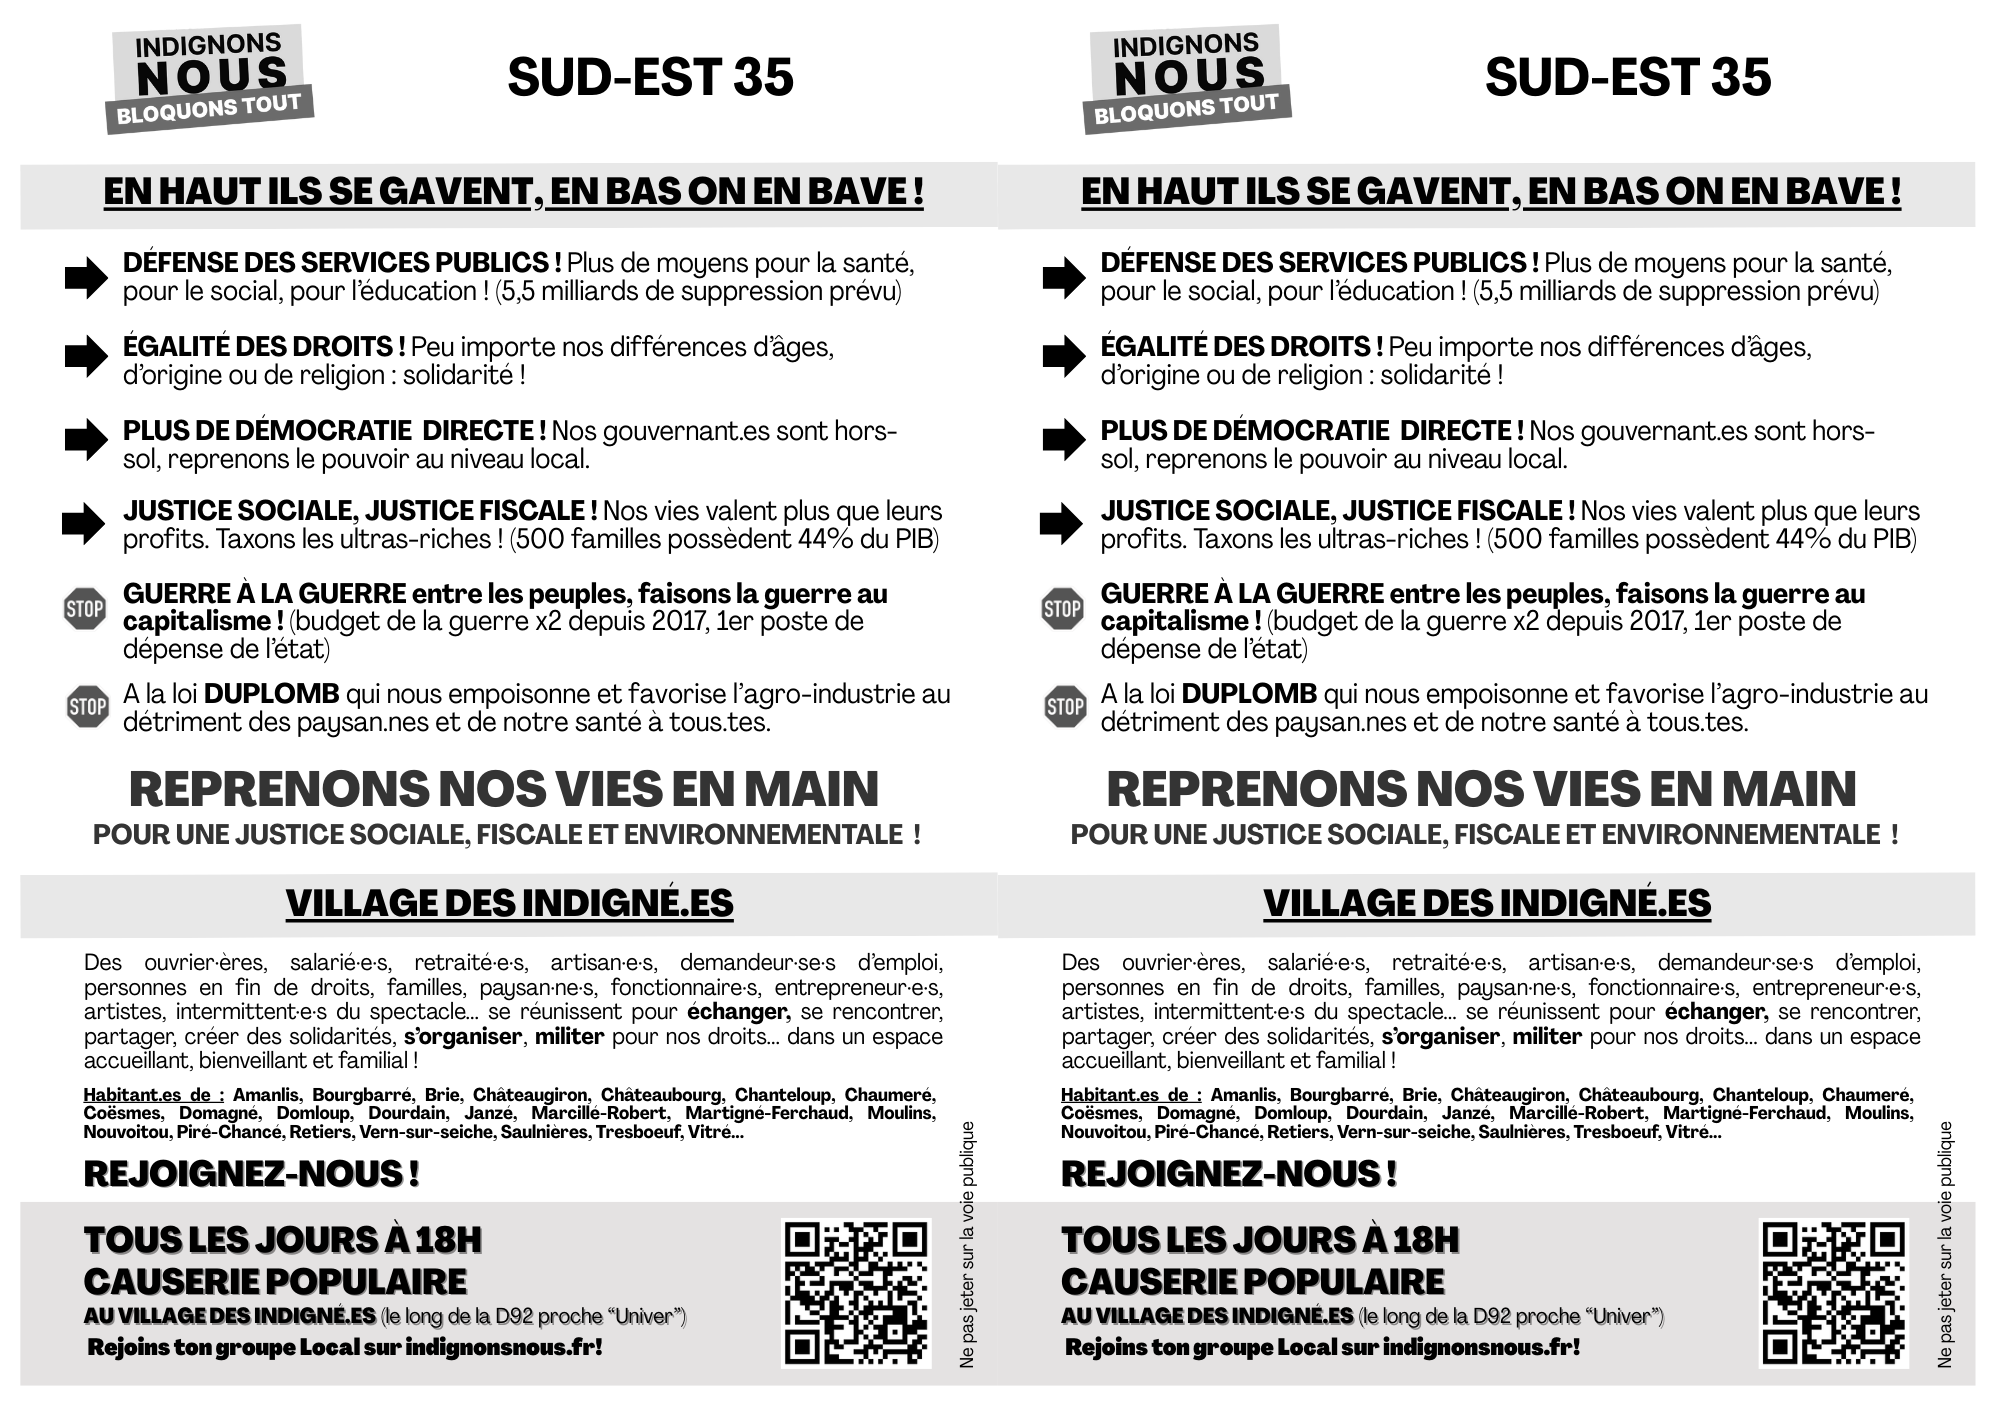 INDIGNONS
NOUS
BLOQUONS TOUT
SUD-EST 35
EN HAUT ILS SE GAVENT, EN BAS ON EN BAVE !
DÉFENSE DES SERVICES PUBLICS ! Plus de moyens pour la santé,
pour le social, pour l'éducation ! (5,5 milliards de suppression prévu)
ÉGALITÉ DES DROITS ! Peu importe nos différences d'âges,
d'origine ou de religion : solidarité !
PLUS DE DÉMOCRATIE DIRECTE ! Nos gouvernant.es sont hors-
sol, reprenons le pouvoir au niveau local.
JUSTICE SOCIALE, JUSTICE FISCALE ! Nos vies valent plus que leurs
profits. Taxons les ultras-riches ! (500 familles possèdent 44% du PIB)
STOP
GUERRE À LA GUERRE entre les peuples, faisons la guerre au
capitalisme ! (budget de la guerre x2 depuis 2017, 1er poste de
dépense de l'état)
STOP
A la loi DUPLOMB qui nous empoisonne et favorise l'agro-industrie au
détriment des paysan.nes et de notre santé à tous.tes.
REPRENONS NOS VIES EN MAIN
POUR UNE JUSTICE SOCIALE, FISCALE ET ENVIRONNEMENTALE !
VILLAGE DES INDIGNÉ.ES
Des ouvrier·ères, salarié·e·s, retraité·e·s, artisan·e·s, demandeur·se·s d'emploi,
personnes en fin de droits, familles, paysan·ne·s, fonctionnaire·s, entrepreneur·e·s,
artistes, intermittent·e·s du spectacle... se réunissent pour échanger, se rencontrer,
partager, créer des solidarités, s'organiser, militer pour nos droits... dans un espace
accueillant, bienveillant et familial !
Habitant.es de : Amanlis, Bourgbarré, Brie, Châteaugiron, Châteaubourg, Chanteloup, Chaumeré,
Coësmes, Domagné, Domloup, Dourdain, Janzé, Marcillé-Robert, Martigné-Ferchaud, Moulins,
Nouvoitou, Piré-Chancé, Retiers, Vern-sur-seiche, Saulnières, Tresboeuf, Vitré...
REJOIGNEZ-NOUS !
TOUS LES JOURS À 18H
CAUSERIE POPULAIRE
AU VILLAGE DES INDIGNÉ.ES (le long de la D92 proche “Univer”)
Rejoins ton groupe Local sur indignonsnous.fr!
Ne pas jeter sur la voie publique
INDIGNONS
NOUS
BLOQUONS TOUT
SUD-EST 35
EN HAUT ILS SE GAVENT, EN BAS ON EN BAVE !
DÉFENSE DES SERVICES PUBLICS ! Plus de moyens pour la santé,
pour le social, pour l'éducation ! (5,5 milliards de suppression prévu)
ÉGALITÉ DES DROITS ! Peu importe nos différences d'âges,
d'origine ou de religion : solidarité !
PLUS DE DÉMOCRATIE DIRECTE ! Nos gouvernant.es sont hors-
sol, reprenons le pouvoir au niveau local.
JUSTICE SOCIALE, JUSTICE FISCALE ! Nos vies valent plus que leurs
profits. Taxons les ultras-riches ! (500 familles possèdent 44% du PIB)
STOP
GUERRE À LA GUERRE entre les peuples, faisons la guerre au
capitalisme ! (budget de la guerre x2 depuis 2017, 1er poste de
dépense de l'état)
STOP
A la loi DUPLOMB qui nous empoisonne et favorise l'agro-industrie au
détriment des paysan.nes et de notre santé à tous.tes.
REPRENONS NOS VIES EN MAIN
POUR UNE JUSTICE SOCIALE, FISCALE ET ENVIRONNEMENTALE !
VILLAGE DES INDIGNÉ.ES
Des ouvrier·ères, salarié·e·s, retraité·e·s, artisan·e·s, demandeur·se·s d'emploi,
personnes en fin de droits, familles, paysan·ne·s, fonctionnaire·s, entrepreneur·e·s,
artistes, intermittent·e·s du spectacle... se réunissent pour échanger, se rencontrer,
partager, créer des solidarités, s'organiser, militer pour nos droits... dans un espace
accueillant, bienveillant et familial !
Habitant.es de : Amanlis, Bourgbarré, Brie, Châteaugiron, Châteaubourg, Chanteloup, Chaumeré,
Coësmes, Domagné, Domloup, Dourdain, Janzé, Marcillé-Robert, Martigné-Ferchaud, Moulins,
Nouvoitou, Piré-Chancé, Retiers, Vern-sur-seiche, Saulnières, Tresboeuf, Vitré...
REJOIGNEZ-NOUS !
TOUS LES JOURS À 18H
CAUSERIE POPULAIRE
AU VILLAGE DES INDIGNÉ.ES (le long de la D92 proche “Univer”)
Rejoins ton groupe Local sur indignonsnous.fr!
Ne pas jeter sur la voie publique